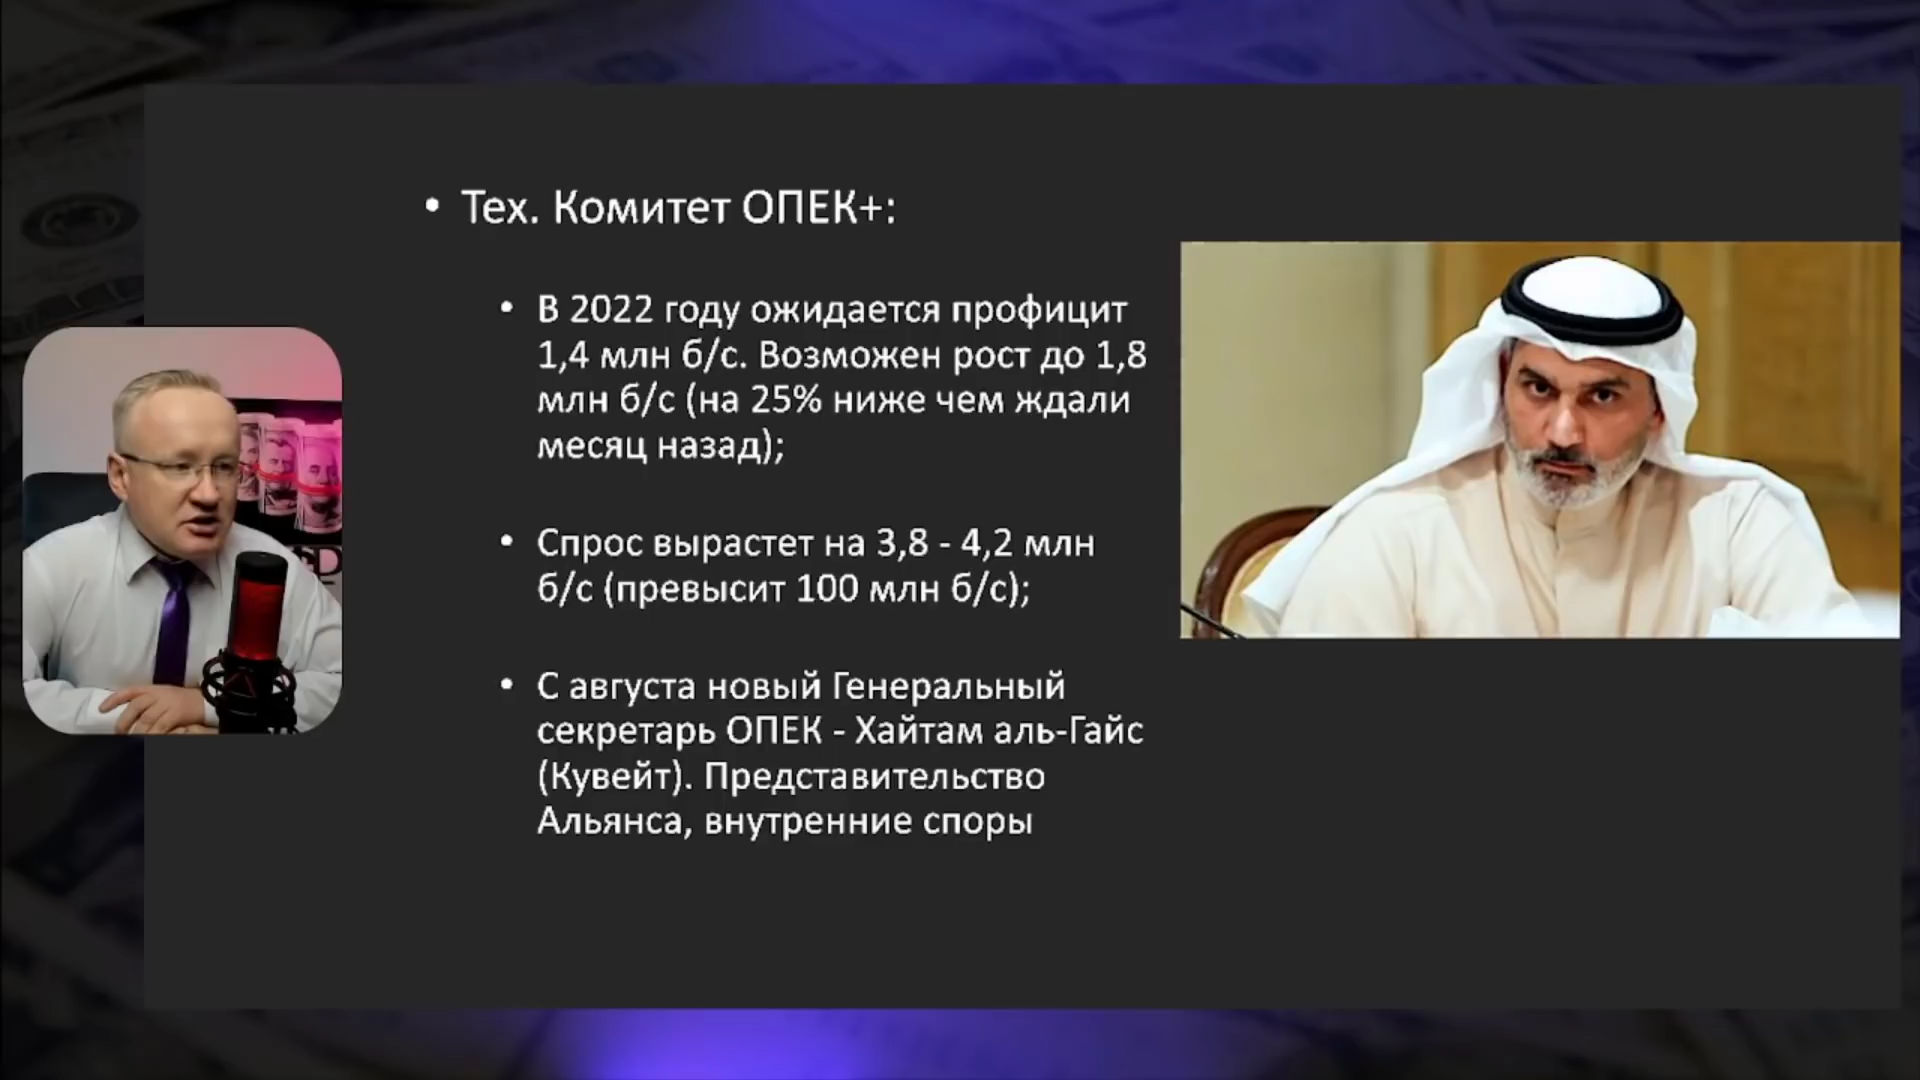 • Тех. Комитет ОПЕК+:
• В 2022 году ожидается профицит
1,4 млн б/с. Возможен рост до 1,8
млн б/с (на 25% ниже чем ждали
месяц назад);
• Спрос вырастет на 3,8 - 4,2 млн
б/с (превысит 100 млн б/с);
• С августа новый Генеральный
секретарь ОПЕК - Хайтам аль-Гайс
(Кувейт). Представительство
Альянса, внутренние споры